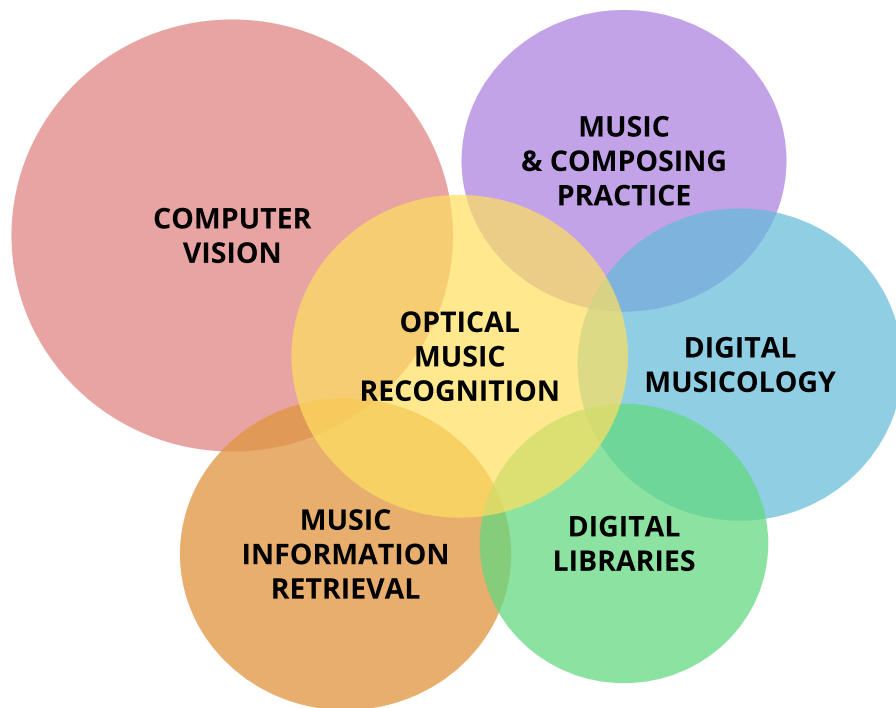 COMPUTER
VISION
MUSIC
& COMPOSING
PRACTICE
OPTICAL
MUSIC
RECOGNITION
DIGITAL
MUSICOLOGY
MUSIC
INFORMATION
RETRIEVAL
DIGITAL
LIBRARIES